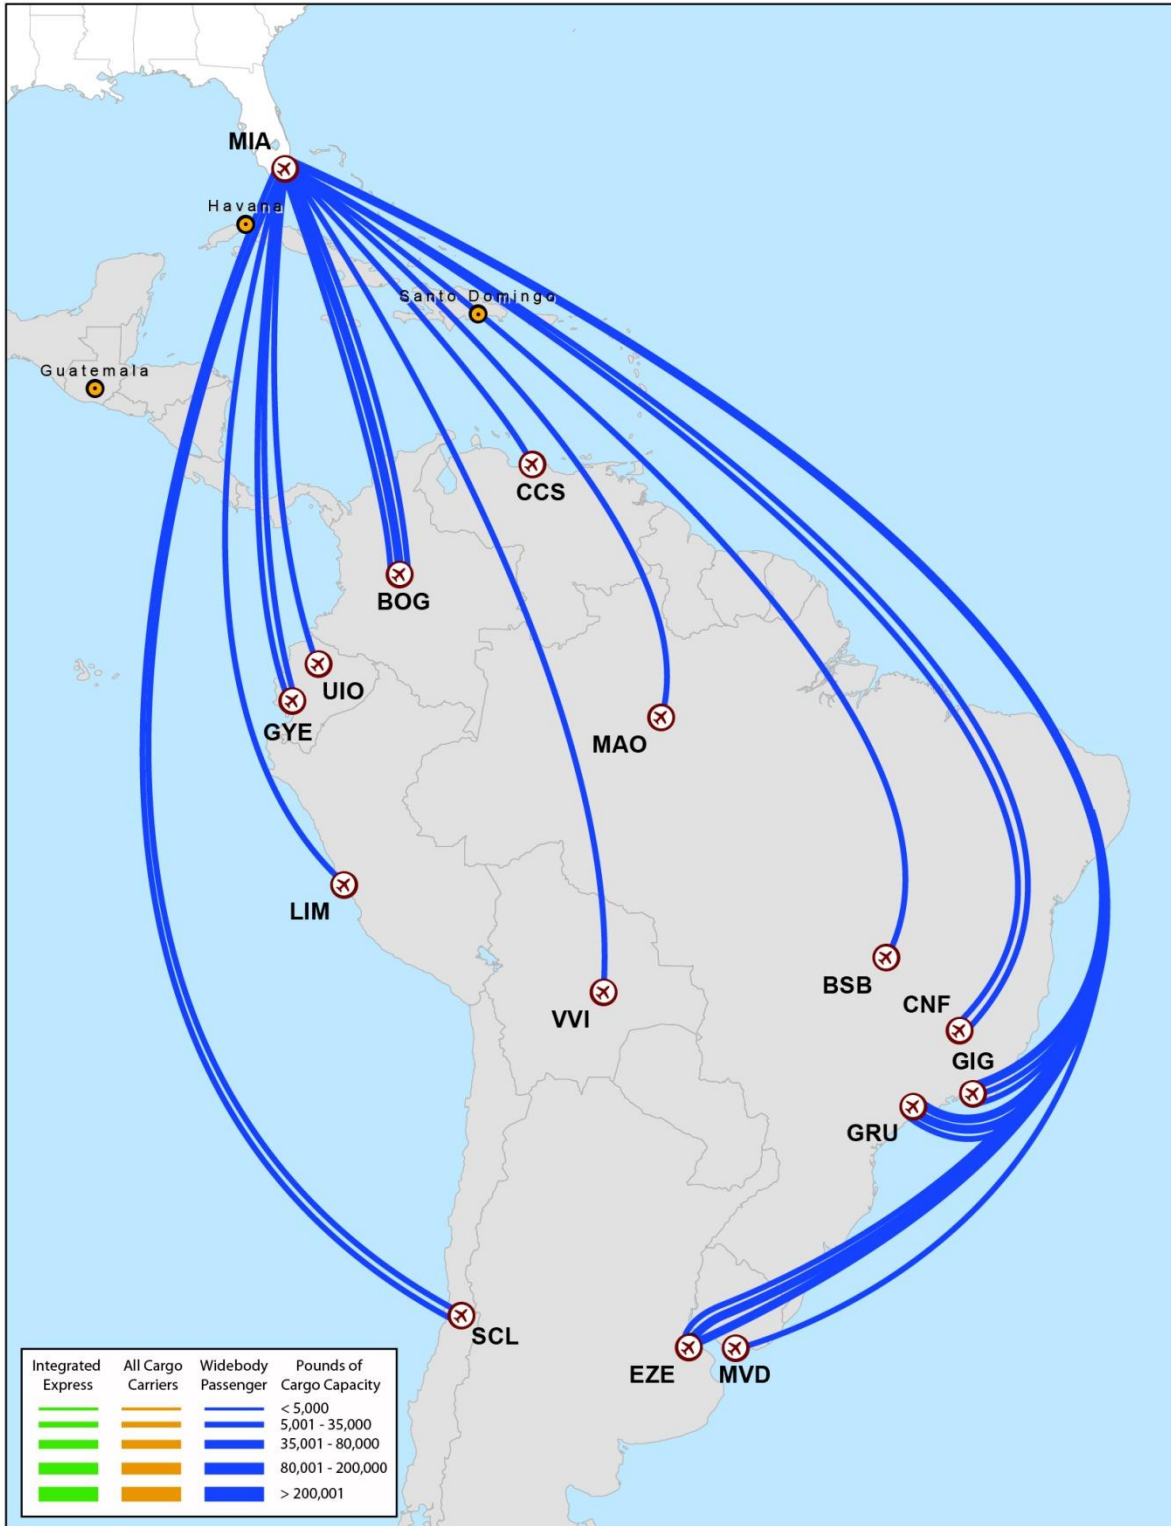 MIA
Havana
Santo Domingo
Guatemala
CCS
BOG
UIO
GYE
MAO
LIM
BSB
VVI
CNF
GIG
GRU
SCL
EZE
MVD
Integrated Express
All Cargo Carriers
Widebody Passenger
Pounds of Cargo Capacity
< 5,000
5,001 - 35,000
35,001 - 80,000
80,001 - 200,000
> 200,001